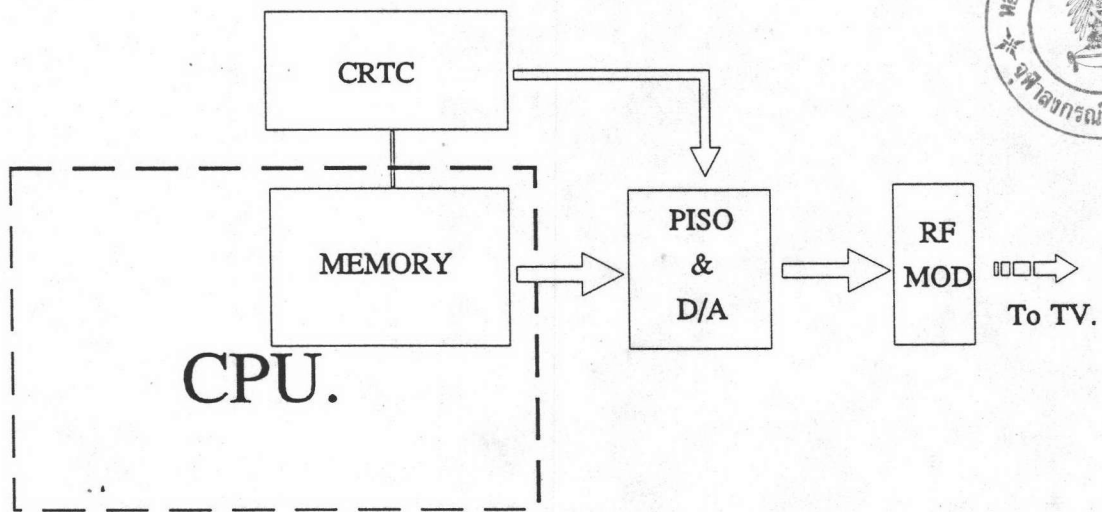 CRTC
MEMORY
CPU.
PISO
&
D/A
RF
MOD
To TV.